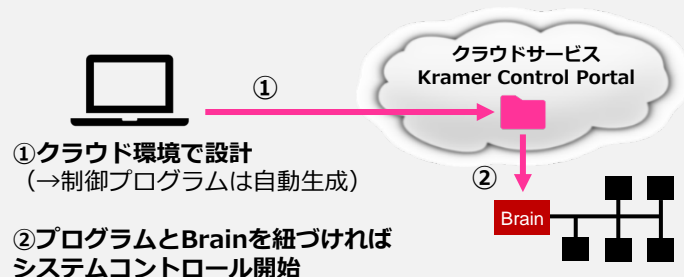 クラウドサービス
Kramer Control Portal
①
①クラウド環境で設計
（→制御プログラムは自動生成）
②
Brain
②プログラムとBrainを紐づければ
システムコントロール開始